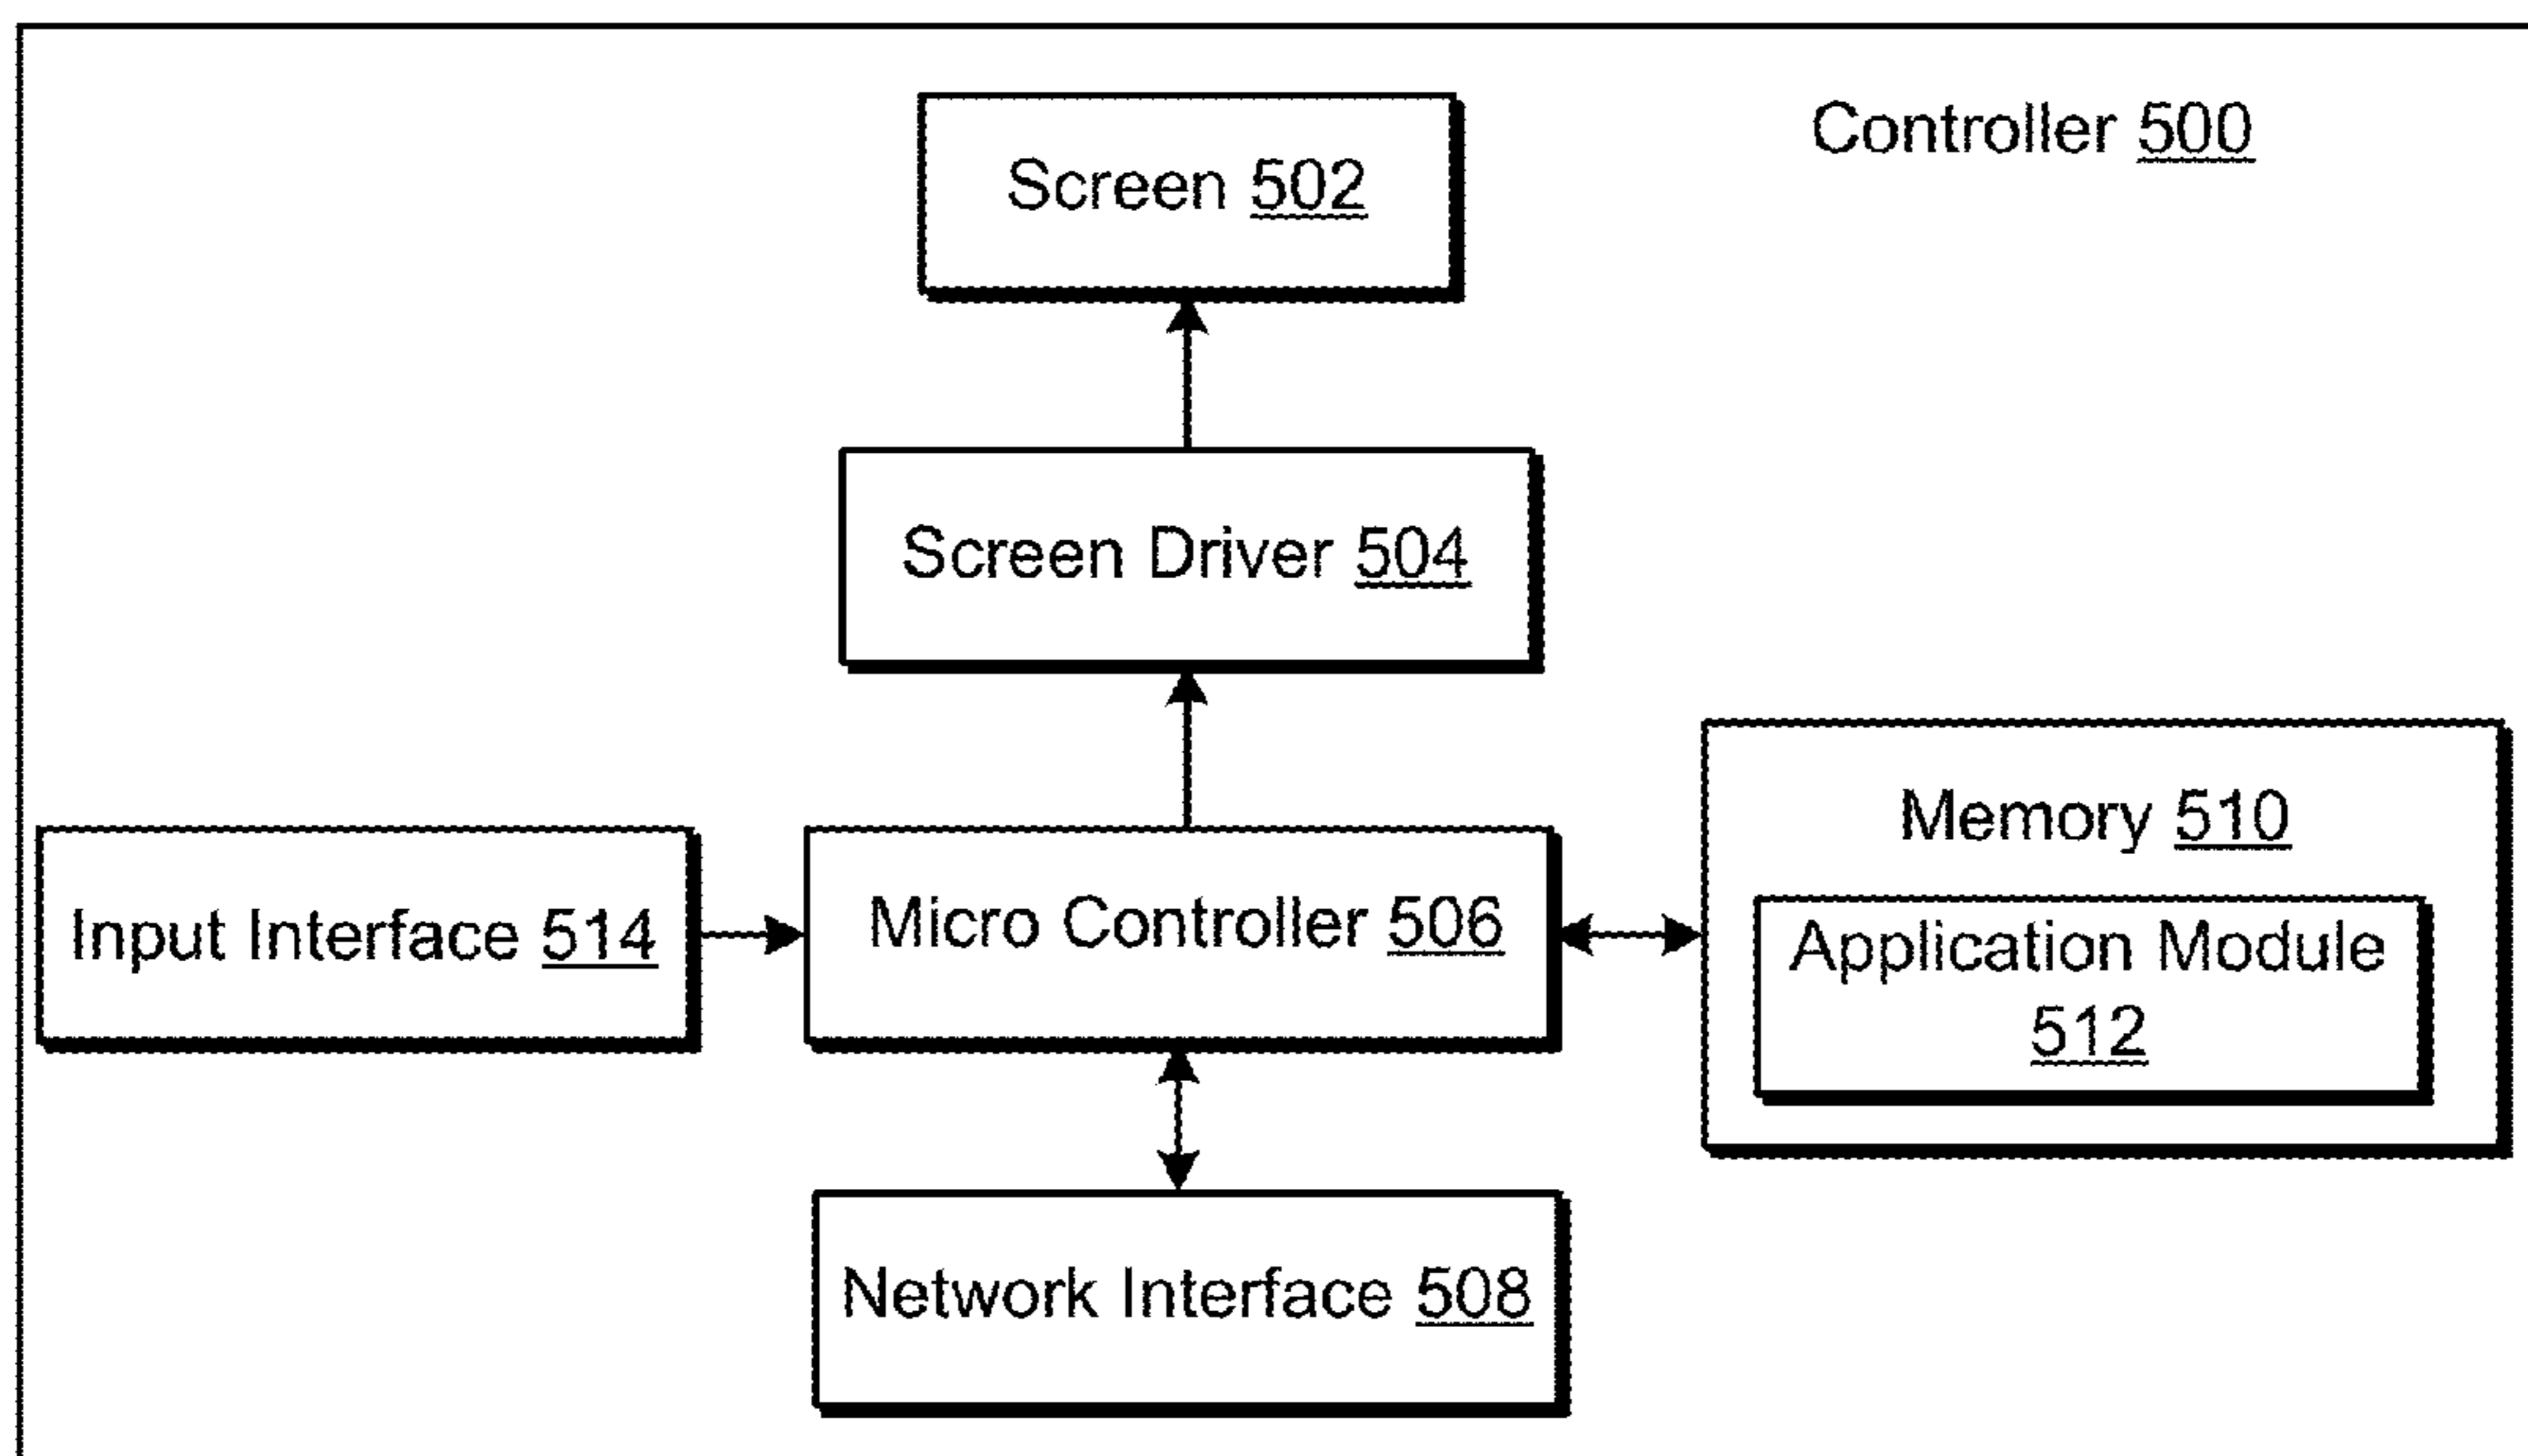 Controller 500
Screen 502
Screen Driver 504
Memory 510
Input Interface 514
Micro Controller 506
Application Module
512
Network Interface 508